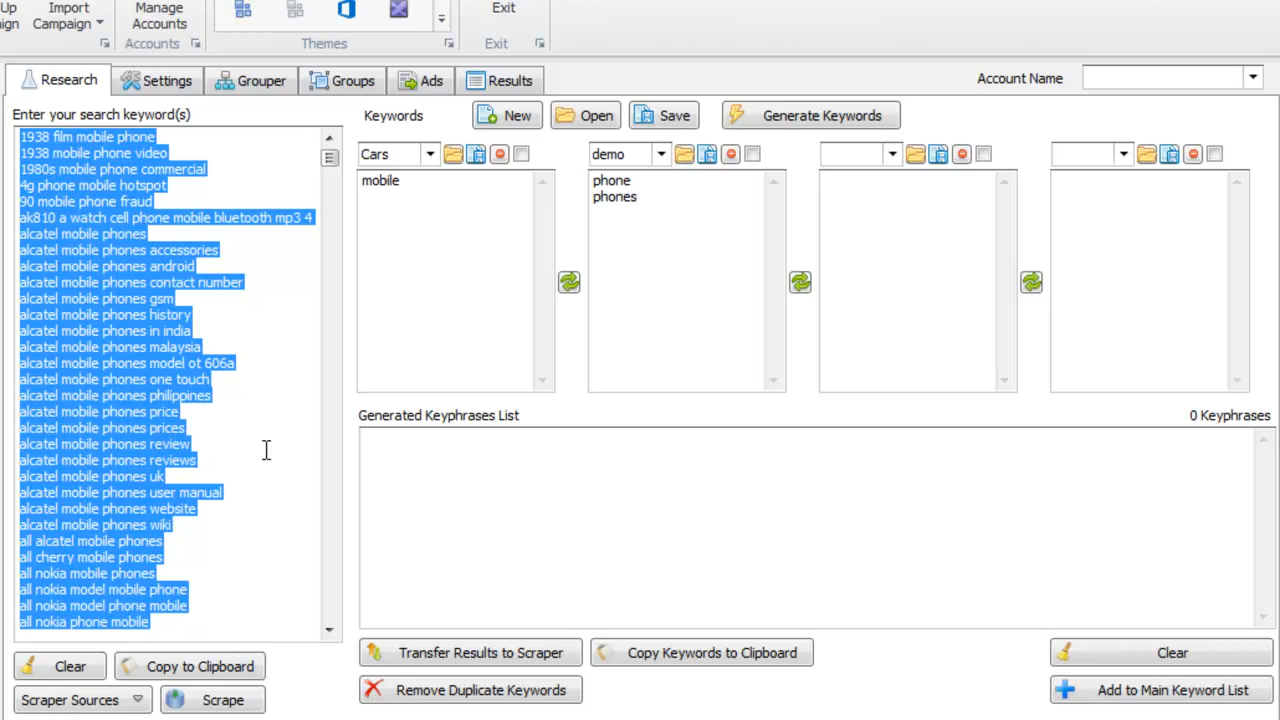 Up
Import
Manage
Exit
ign
Campaign
Accounts
Accounts
Themes
Exit
Research
Settings
Grouper
Groups
Ads
Results
Account Name
Enter your search keyword(s)
Keywords
New
Open
Save
Generate Keywords
1938 film mobile phone
1938 mobile phone video
1980s mobile phone commercial
4g phone mobile hotspot
90 mobile phone fraud
ak810 a watch cell phone mobile bluetooth mp3 4
alcatel mobile phones
alcatel mobile phones accessories
alcatel mobile phones android
alcatel mobile phones contact number
alcatel mobile phones gsm
alcatel mobile phones history
alcatel mobile phones in india
alcatel mobile phones malaysia
alcatel mobile phones model ot 606a
alcatel mobile phones one touch
alcatel mobile phones philippines
alcatel mobile phones price
alcatel mobile phones prices
alcatel mobile phones review
alcatel mobile phones reviews
alcatel mobile phones uk
alcatel mobile phones user manual
alcatel mobile phones website
alcatel mobile phones wiki
all alcatel mobile phones
all cherry mobile phones
all nokia mobile phones
all nokia model mobile phone
all nokia model phone mobile
all nokia phone mobile
Cars
mobile
demo
phone
phones
Generated Keyphrases List
0 Keyphrases
Clear
Copy to Clipboard
Scraper Sources
Scrape
Transfer Results to Scraper
Copy Keywords to Clipboard
Clear
Remove Duplicate Keywords
Add to Main Keyword List